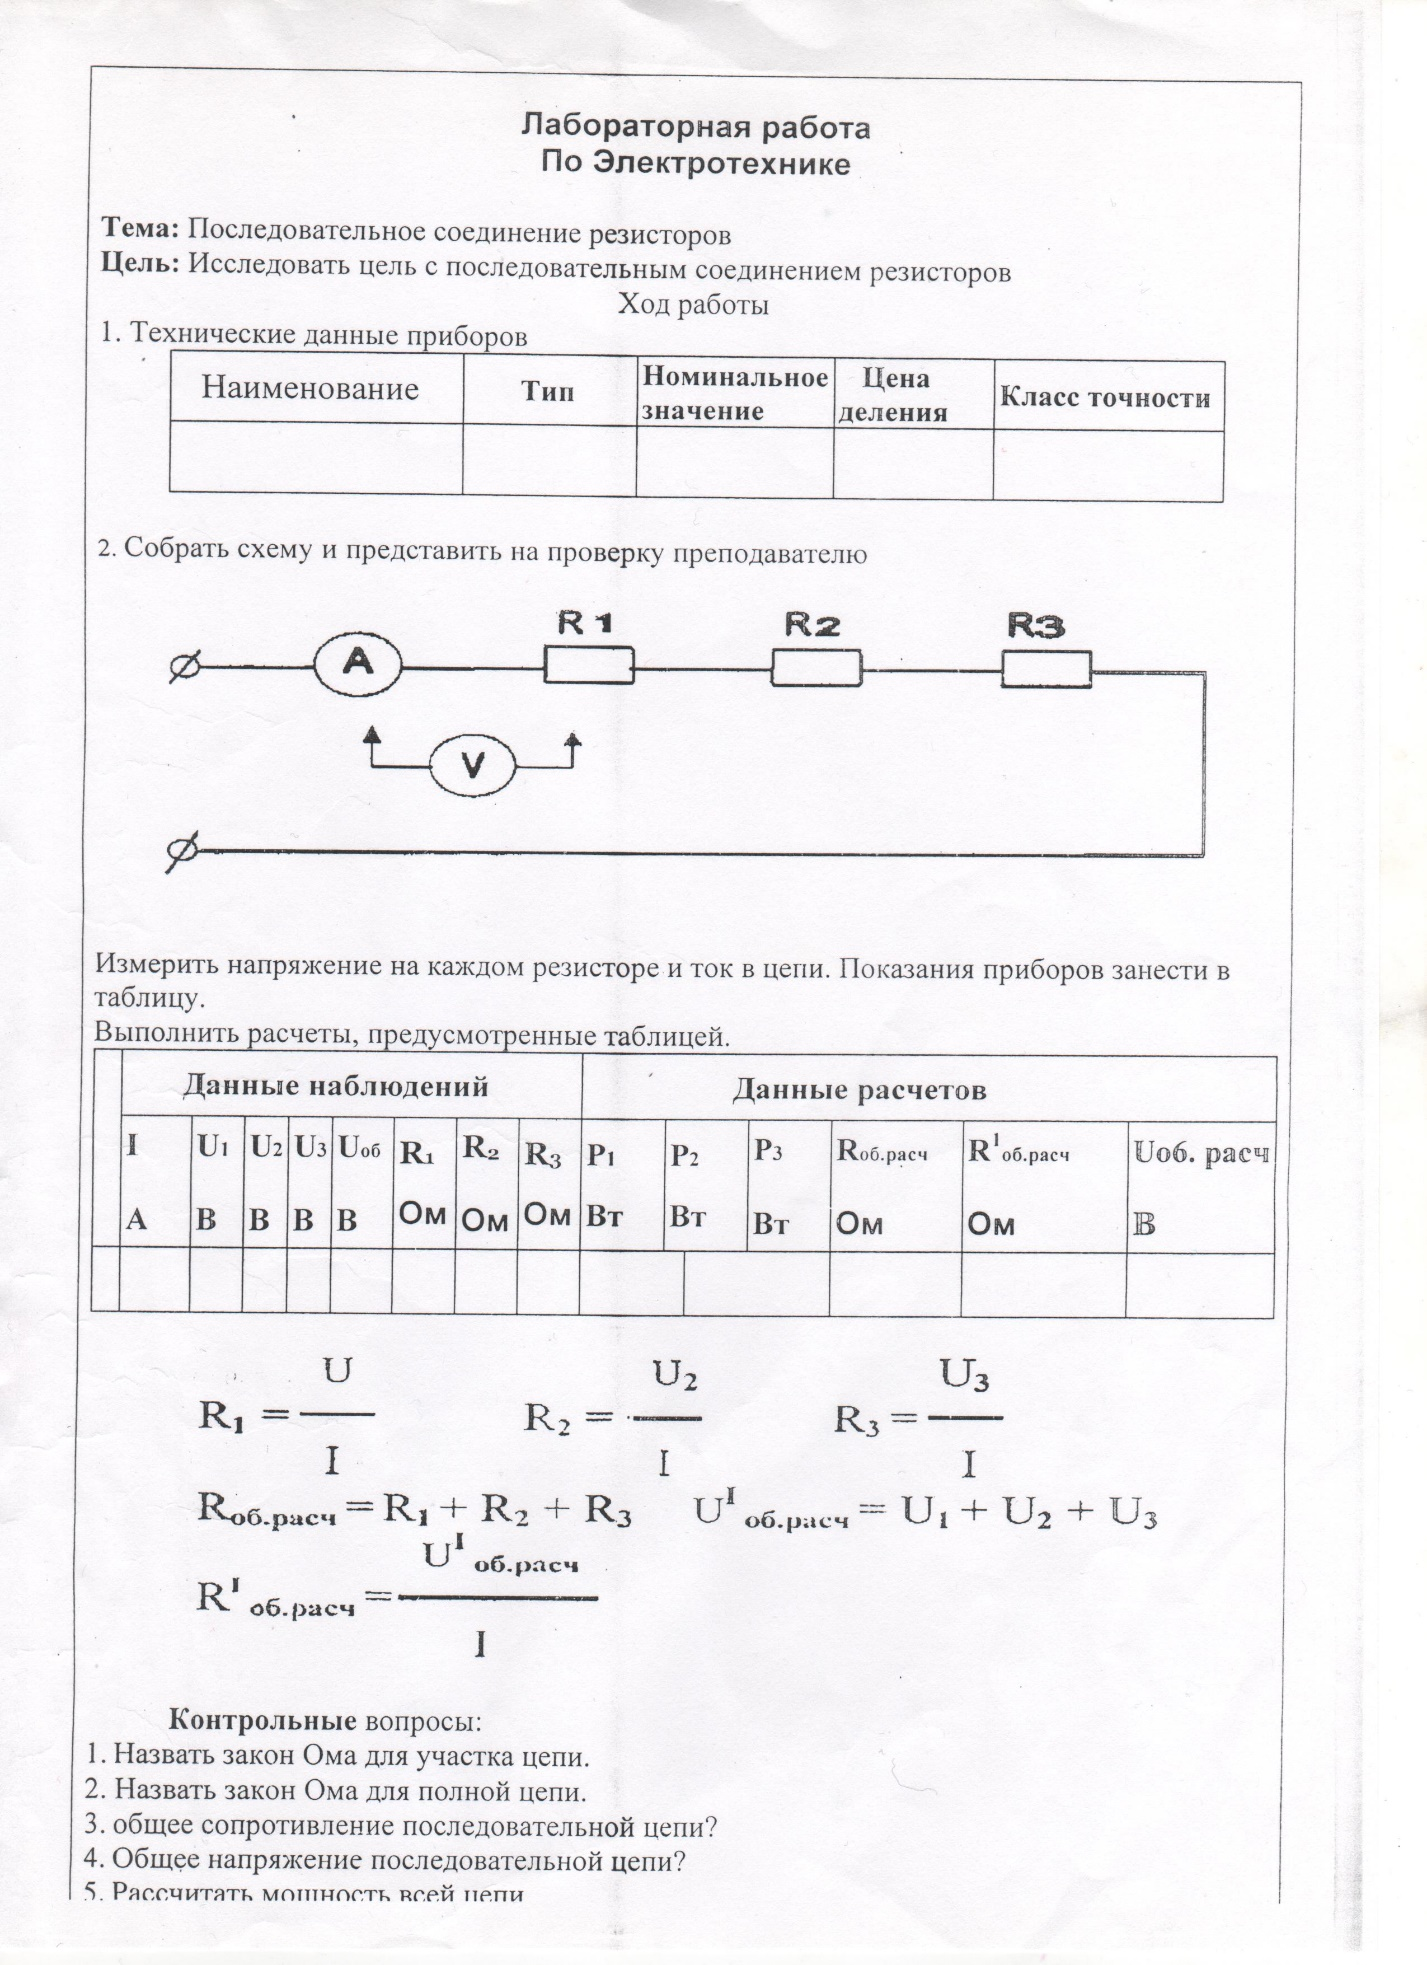 Лабораторная работа
По Электротехнике
Тема: Последовательное соединение резисторов
Цель: Исследовать цель с последовательным соединением резисторов
Ход работы
1. Технические данные приборов
Наименование Тип Номинальное значение Цена деления Класс точности
2. Собрать схему и представить на проверку преподавателю
R1 R2 R3
A
V
Измерить напряжение на каждом резисторе и ток в цепи. Показания приборов занести в
таблицу.
Выполнить расчеты, предусмотренные таблицей.
Данные наблюдений Данные расчетов
I U1 U2 U3 Uоб R1 R2 R3 P1 P2 P3 Rоб.расч R^I об.расч Uоб. расч
А В В В В Ом Ом Ом Вт Вт Вт Ом Ом В
U U2 U3
R1 = R2 = R3 =
I I I
Rоб.расч = R1 + R2 + R3 U^I об.расч = U1 + U2 + U3
U^I об.расч
R^I об.расч =
I
Контрольные вопросы:
1. Назвать закон Ома для участка цепи.
2. Назвать закон Ома для полной цепи.
3. общее сопротивление последовательной цепи?
4. Общее напряжение последовательной цепи?
5. Рассчитать мощность всей цепи